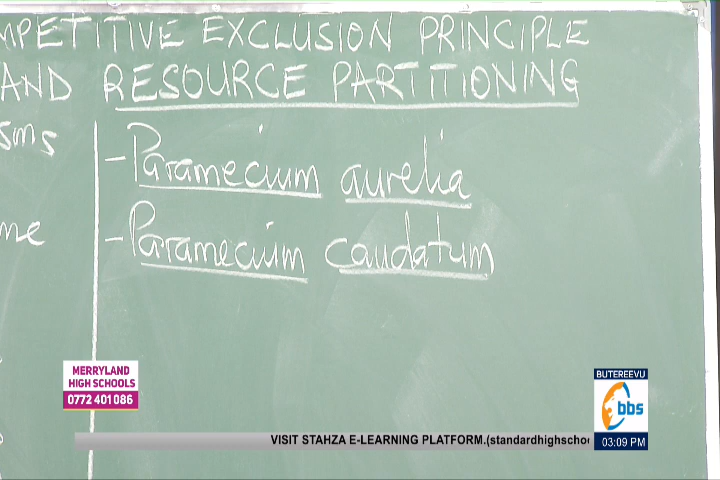 MPETITIVE EXCLUSION PRINCIPLE
AND RESOURCE PARTITIONING
sms
- Paramecium aurelia
me
- Paramecium caudatum
MERRYLAND
HIGH SCHOOLS
0772 401 086
BUTEREEVU
bbs
03:09 PM
VISIT STAHZA E-LEARNING PLATFORM.(standardhighschoo